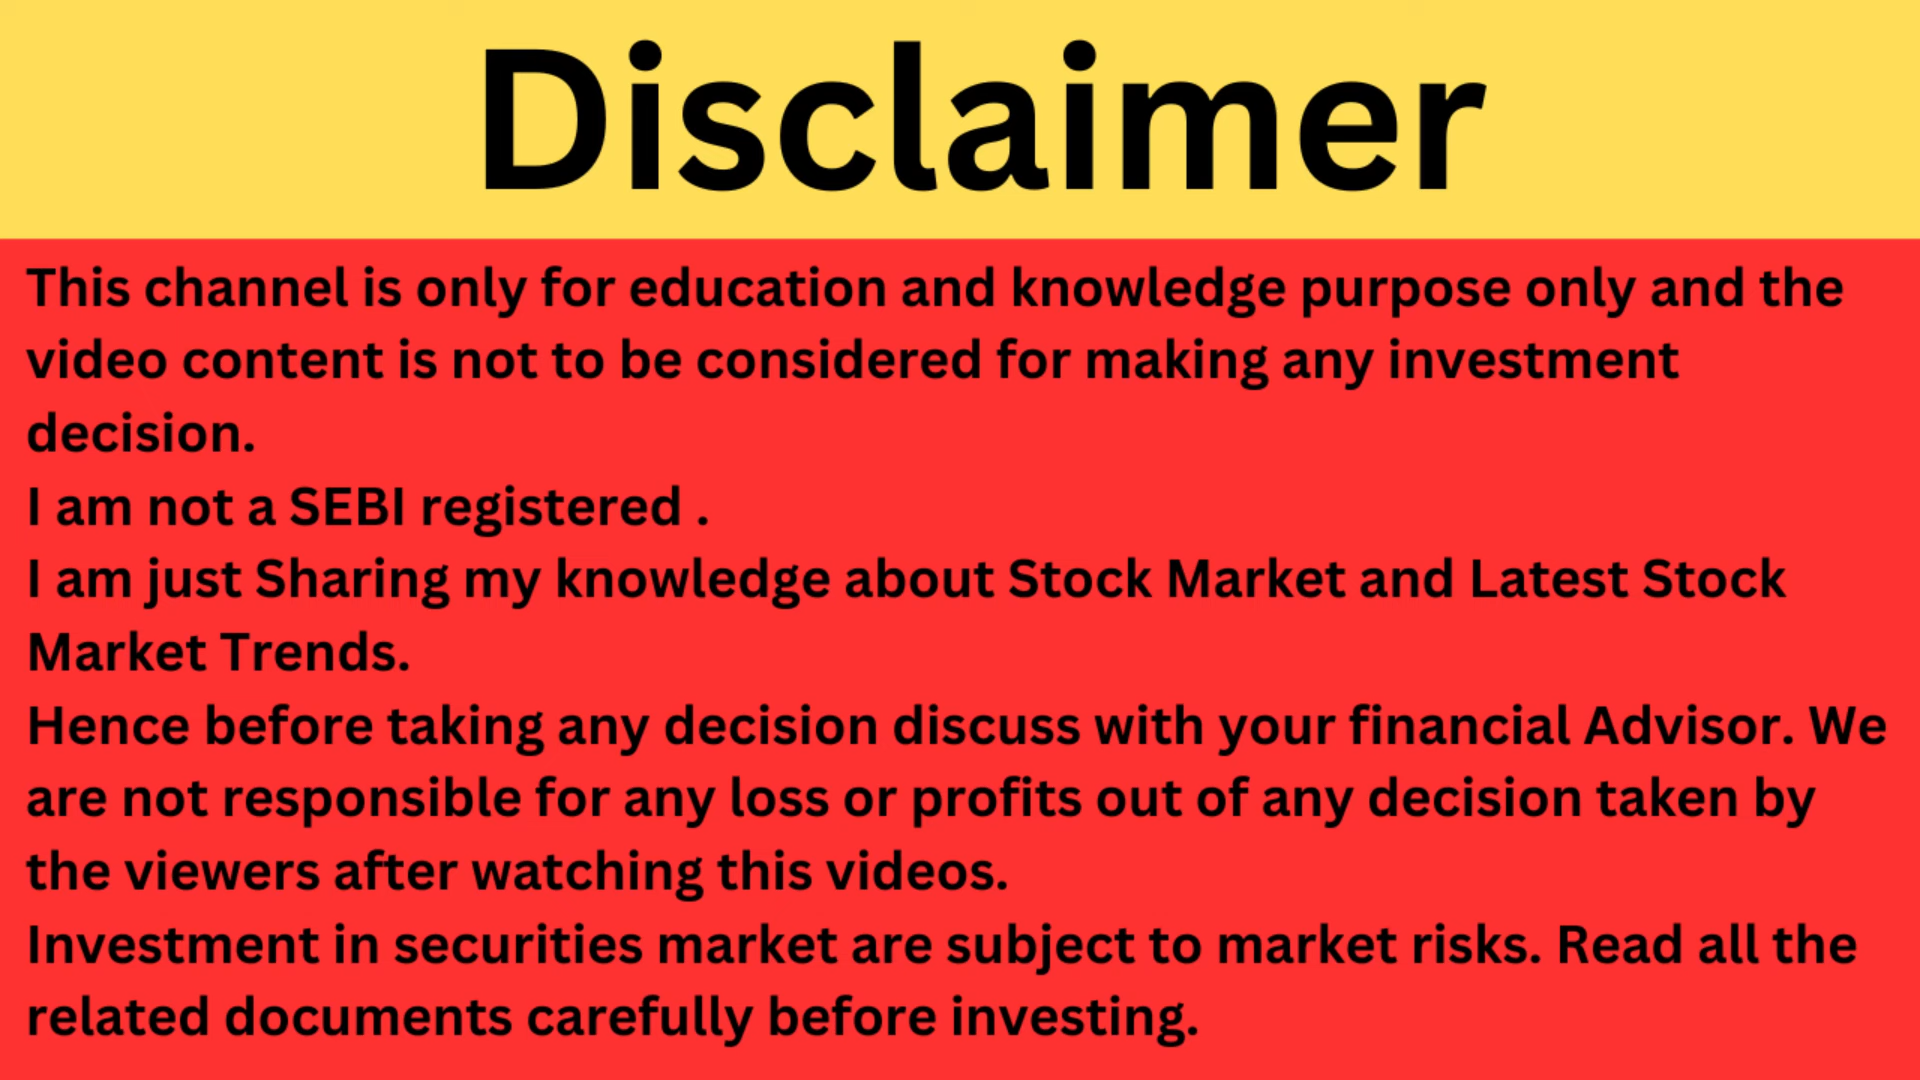 Disclaimer
This channel is only for education and knowledge purpose only and the
video content is not to be considered for making any investment
decision.
I am not a SEBI registered .
I am just Sharing my knowledge about Stock Market and Latest Stock
Market Trends.
Hence before taking any decision discuss with your financial Advisor. We
are not responsible for any loss or profits out of any decision taken by
the viewers after watching this videos.
Investment in securities market are subject to market risks. Read all the
related documents carefully before investing.